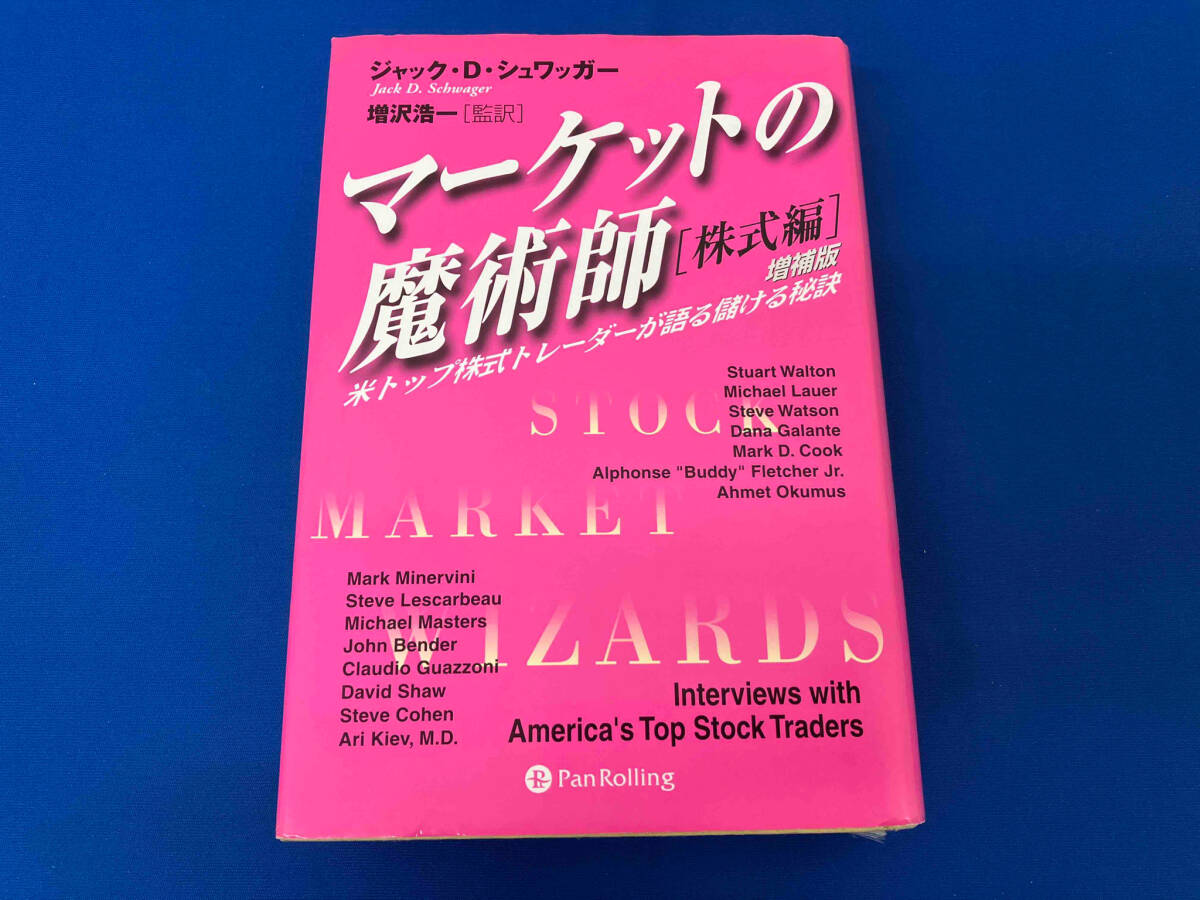 ジャック・D・シュワッガー
Jack D. Schwager
増沢浩一[監訳]
マーケットの
魔術師[株式編]
増補版
米トップ株式トレーダーが語る儲ける秘訣
Stuart Walton
Michael Lauer
Steve Watson
Dana Galante
Mark D. Cook
Alphonse "Buddy" Fletcher Jr.
Ahmet Okumus
STOCK
MARKET
WIZARDS
Mark Minervini
Steve Lescarbeau
Michael Masters
John Bender
Claudio Guazzoni
David Shaw
Steve Cohen
Ari Kiev, M.D.
Interviews with
America's Top Stock Traders
PanRolling